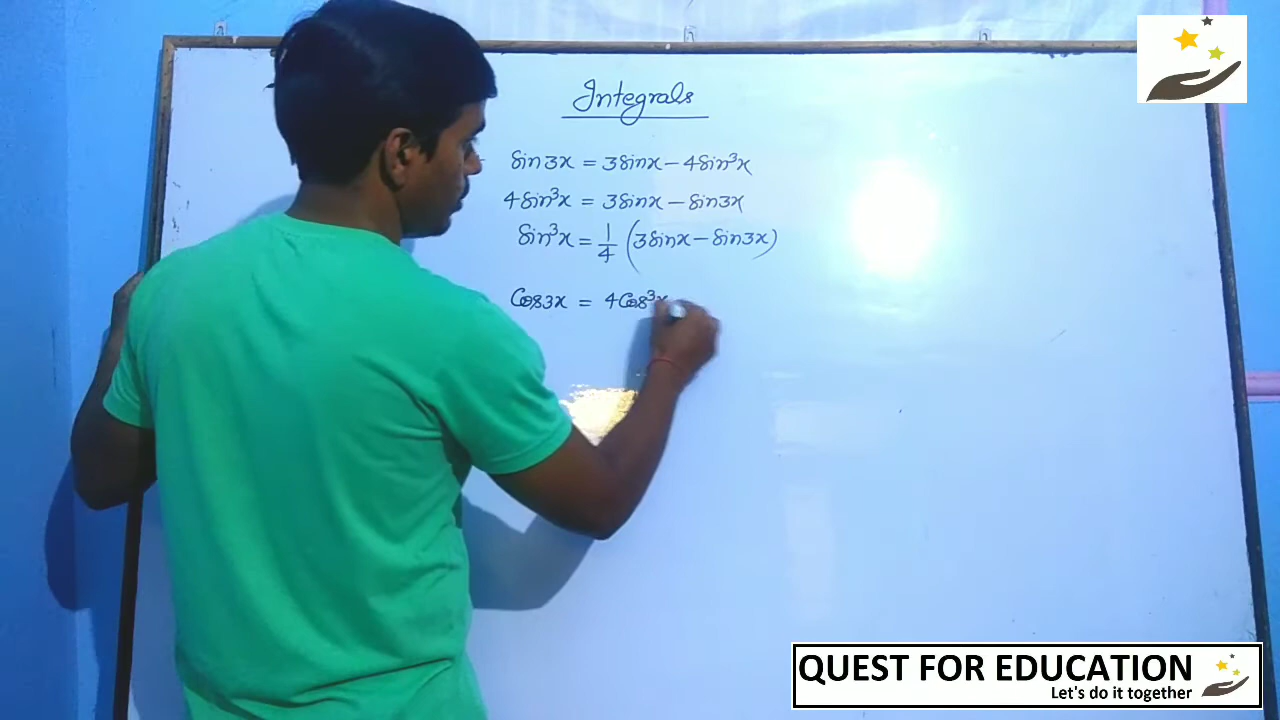 Integrals
sin3x = 3sinx - 4sin³x
4sin³x = 3sinx - sin3x
sin³x = 1/4 (3sinx - sin3x)
Cos3x = 4Cos³x
QUEST FOR EDUCATION
Let's do it together